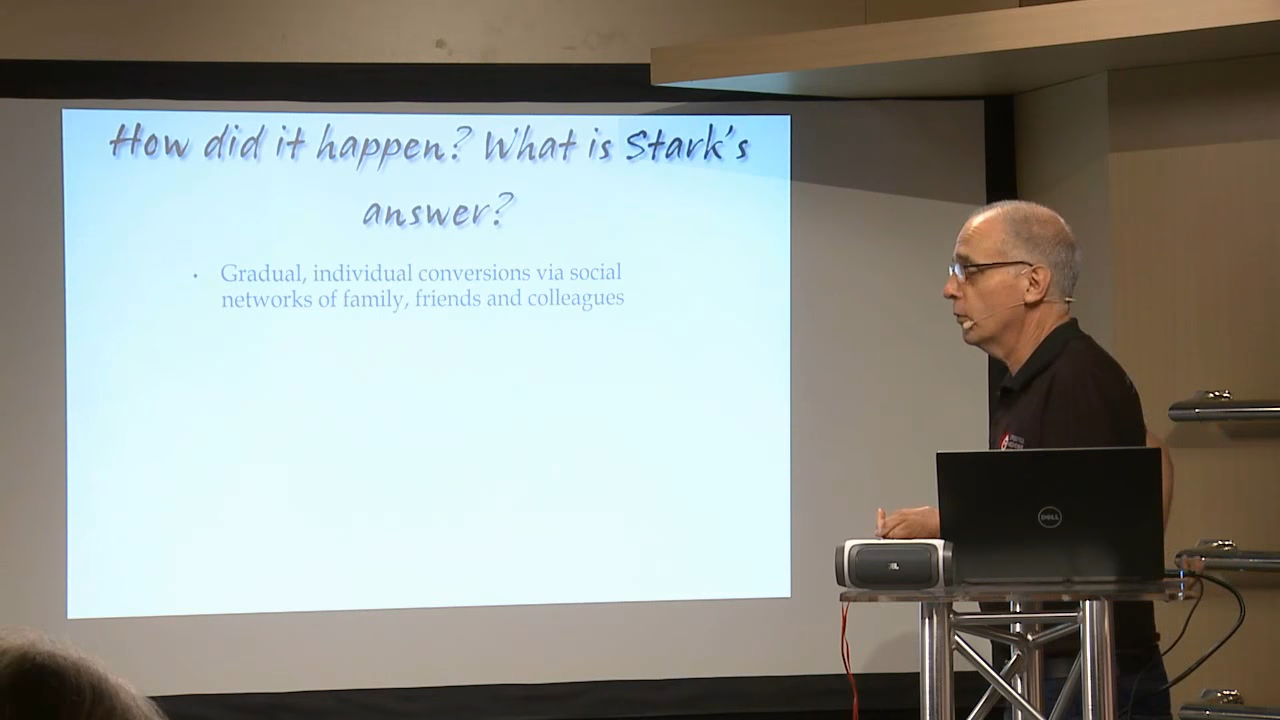 How did it happen? What is Stark's
answer?
• Gradual, individual conversions via social
networks of family, friends and colleagues
DELL
JBL